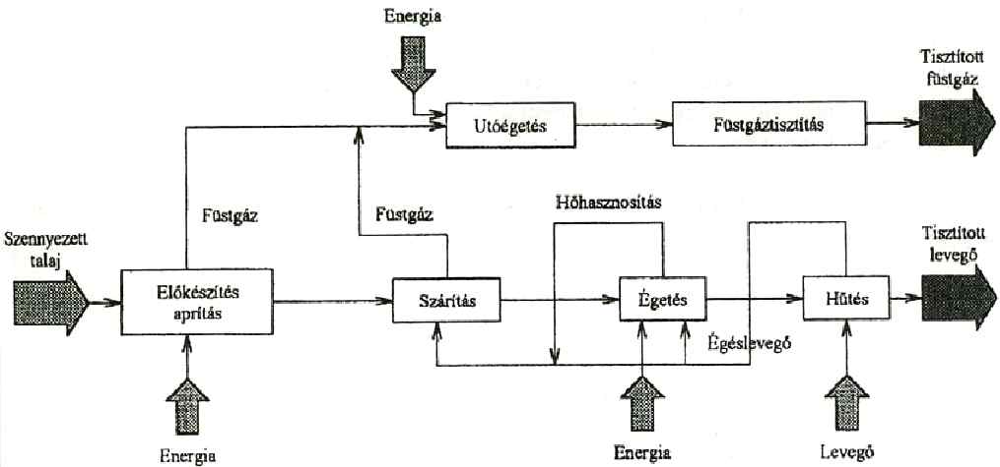 Energia
Tisztított
füstgáz
Utóégetés
Füstgáztisztítás
Füstgáz
Füstgáz
Hőhasznosítás
Szennyezett
talaj
Tisztított
levegő
Előkészítés
aprítás
Szárítás
Égetés
Hűtés
Égéslevegő
Energia
Energia
Levegő